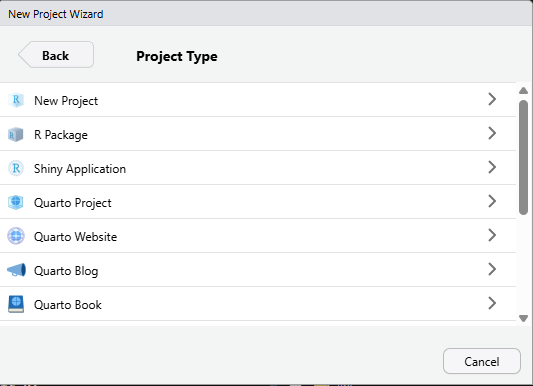 New Project Wizard
Back
Project Type
New Project
R Package
Shiny Application
Quarto Project
Quarto Website
Quarto Blog
Quarto Book
Cancel